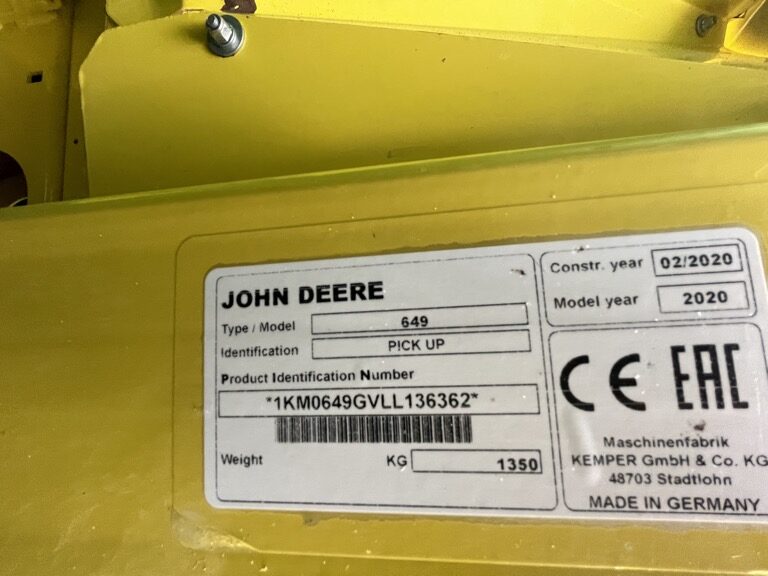 JOHN DEERE
Type / Model 649
Identification PICK UP
Product Identification Number
*1KM0649GVLL136362*
Weight KG 1350
Constr. year 02/2020
Model year 2020
CE EAC
Maschinenfabrik
KEMPER GmbH & Co. KG
48703 Stadtlohn
MADE IN GERMANY